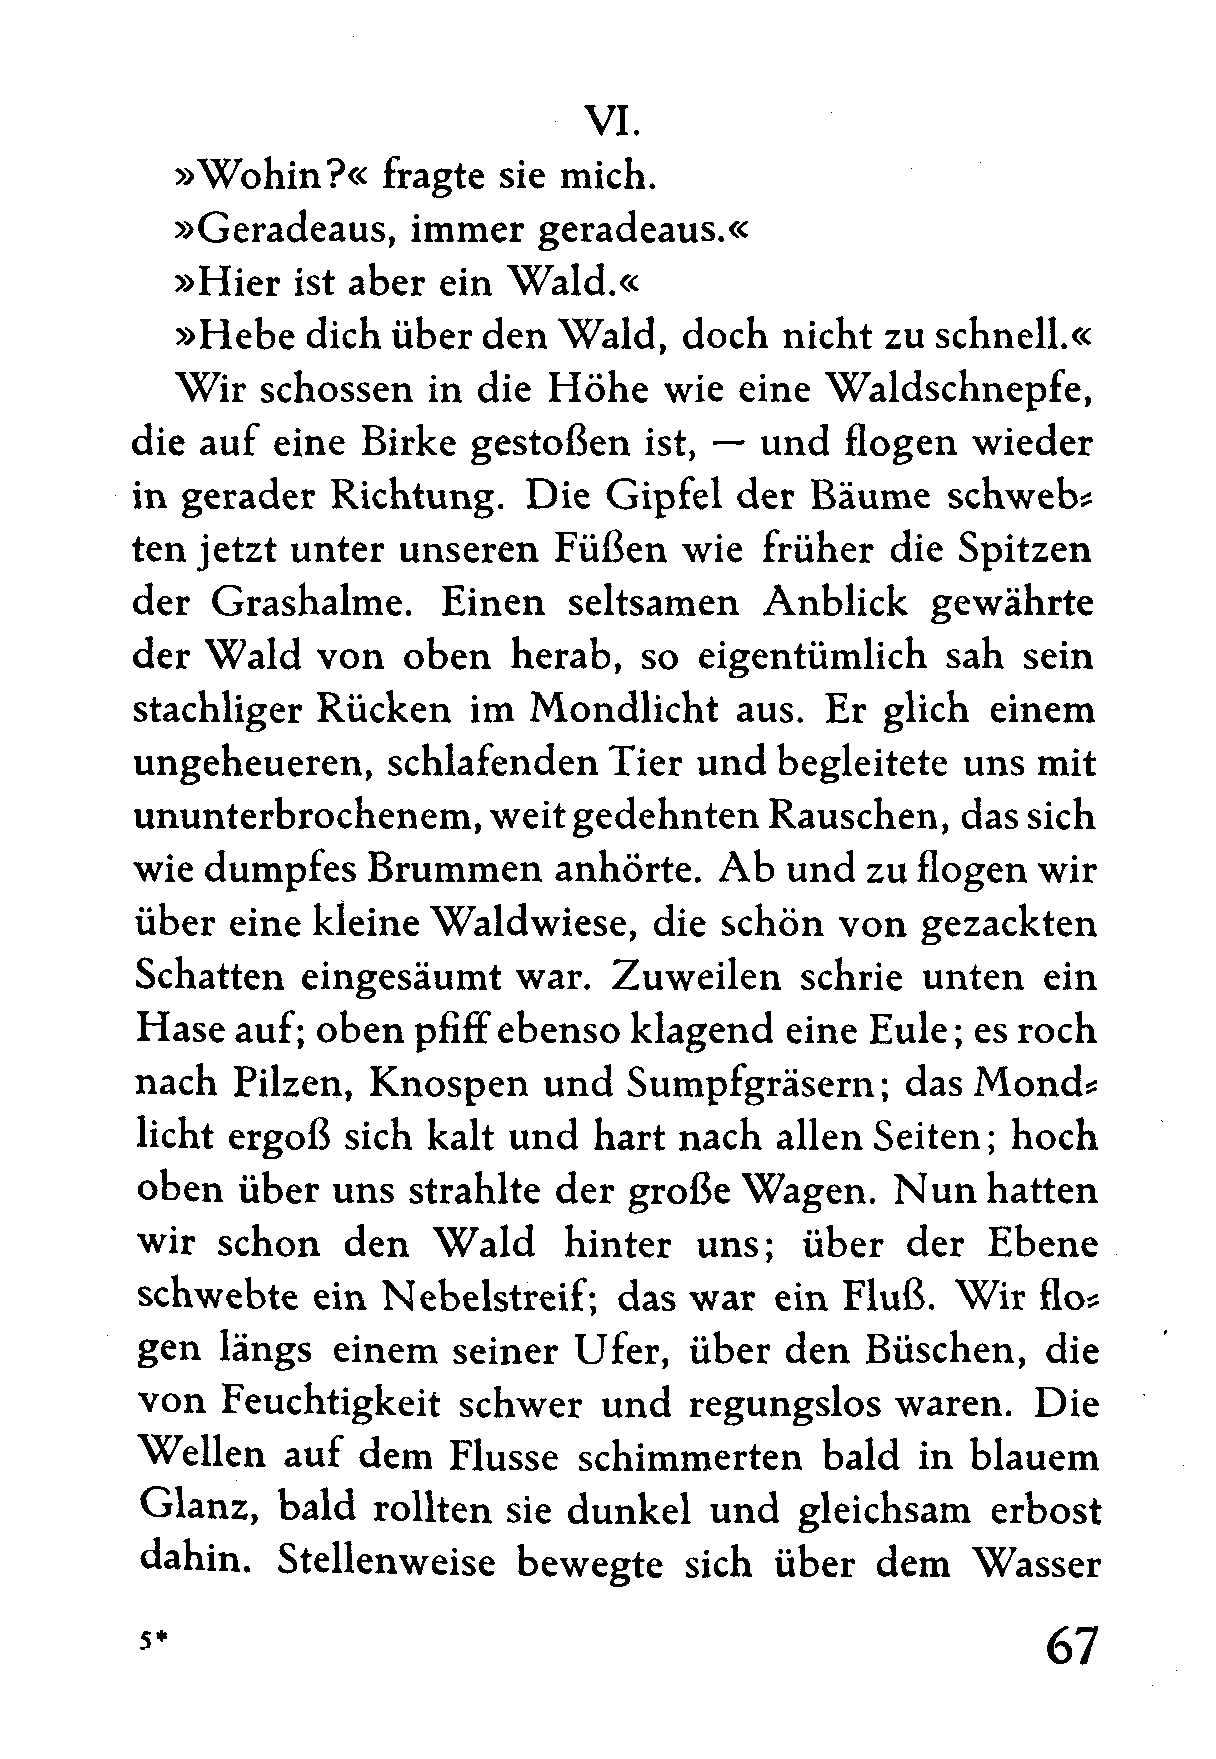 VI.
»Wohin?« fragte sie mich.
»Geradeaus, immer geradeaus.«
»Hier ist aber ein Wald.«
»Hebe dich über den Wald, doch nicht zu schnell.«
Wir schossen in die Höhe wie eine Waldschnepfe,
die auf eine Birke gestoßen ist, — und flogen wieder
in gerader Richtung. Die Gipfel der Bäume schweb⸗
ten jetzt unter unseren Füßen wie früher die Spitzen
der Grashalme. Einen seltsamen Anblick gewährte
der Wald von oben herab, so eigentümlich sah sein
stachliger Rücken im Mondlicht aus. Er glich einem
ungeheueren, schlafenden Tier und begleitete uns mit
ununterbrochenem, weit gedehnten Rauschen, das sich
wie dumpfes Brummen anhörte. Ab und zu flogen wir
über eine kleine Waldwiese, die schön von gezackten
Schatten eingesäumt war. Zuweilen schrie unten ein
Hase auf; oben pfiff ebenso klagend eine Eule; es roch
nach Pilzen, Knospen und Sumpfgräsern; das Mond⸗
licht ergoß sich kalt und hart nach allen Seiten; hoch
oben über uns strahlte der große Wagen. Nun hatten
wir schon den Wald hinter uns; über der Ebene
schwebte ein Nebelstreif; das war ein Fluß. Wir flo⸗
gen längs einem seiner Ufer, über den Büschen, die
von Feuchtigkeit schwer und regungslos waren. Die
Wellen auf dem Flusse schimmerten bald in blauem
Glanz, bald rollten sie dunkel und gleichsam erbost
dahin. Stellenweise bewegte sich über dem Wasser
5* 67